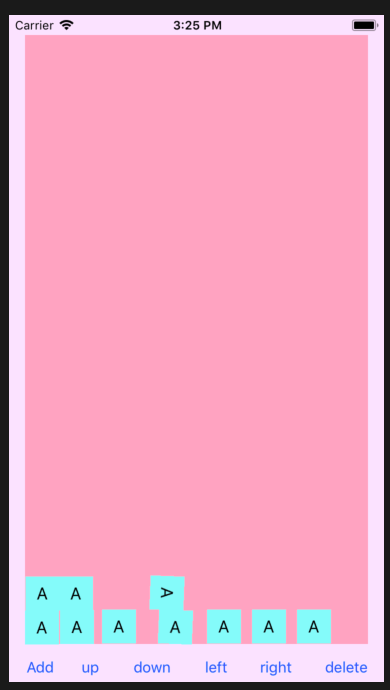 Carrier 3:25 PM
A A A
A A A A A A A
Add up down left right delete